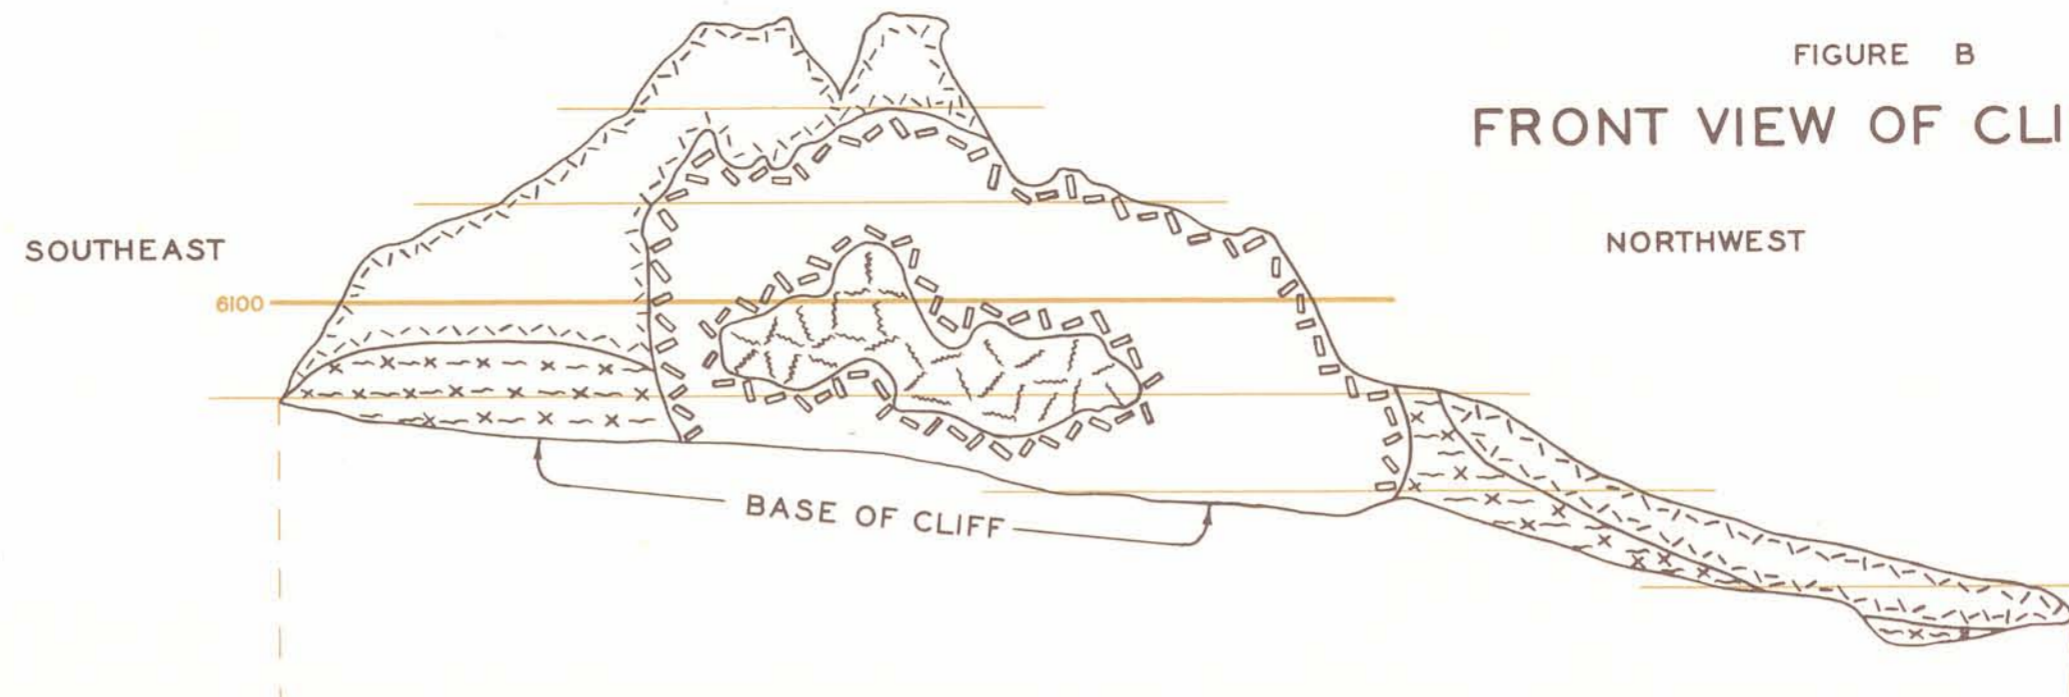 FIGURE B
FRONT VIEW OF CLI
SOUTHEAST
NORTHWEST
6100
BASE OF CLIFF